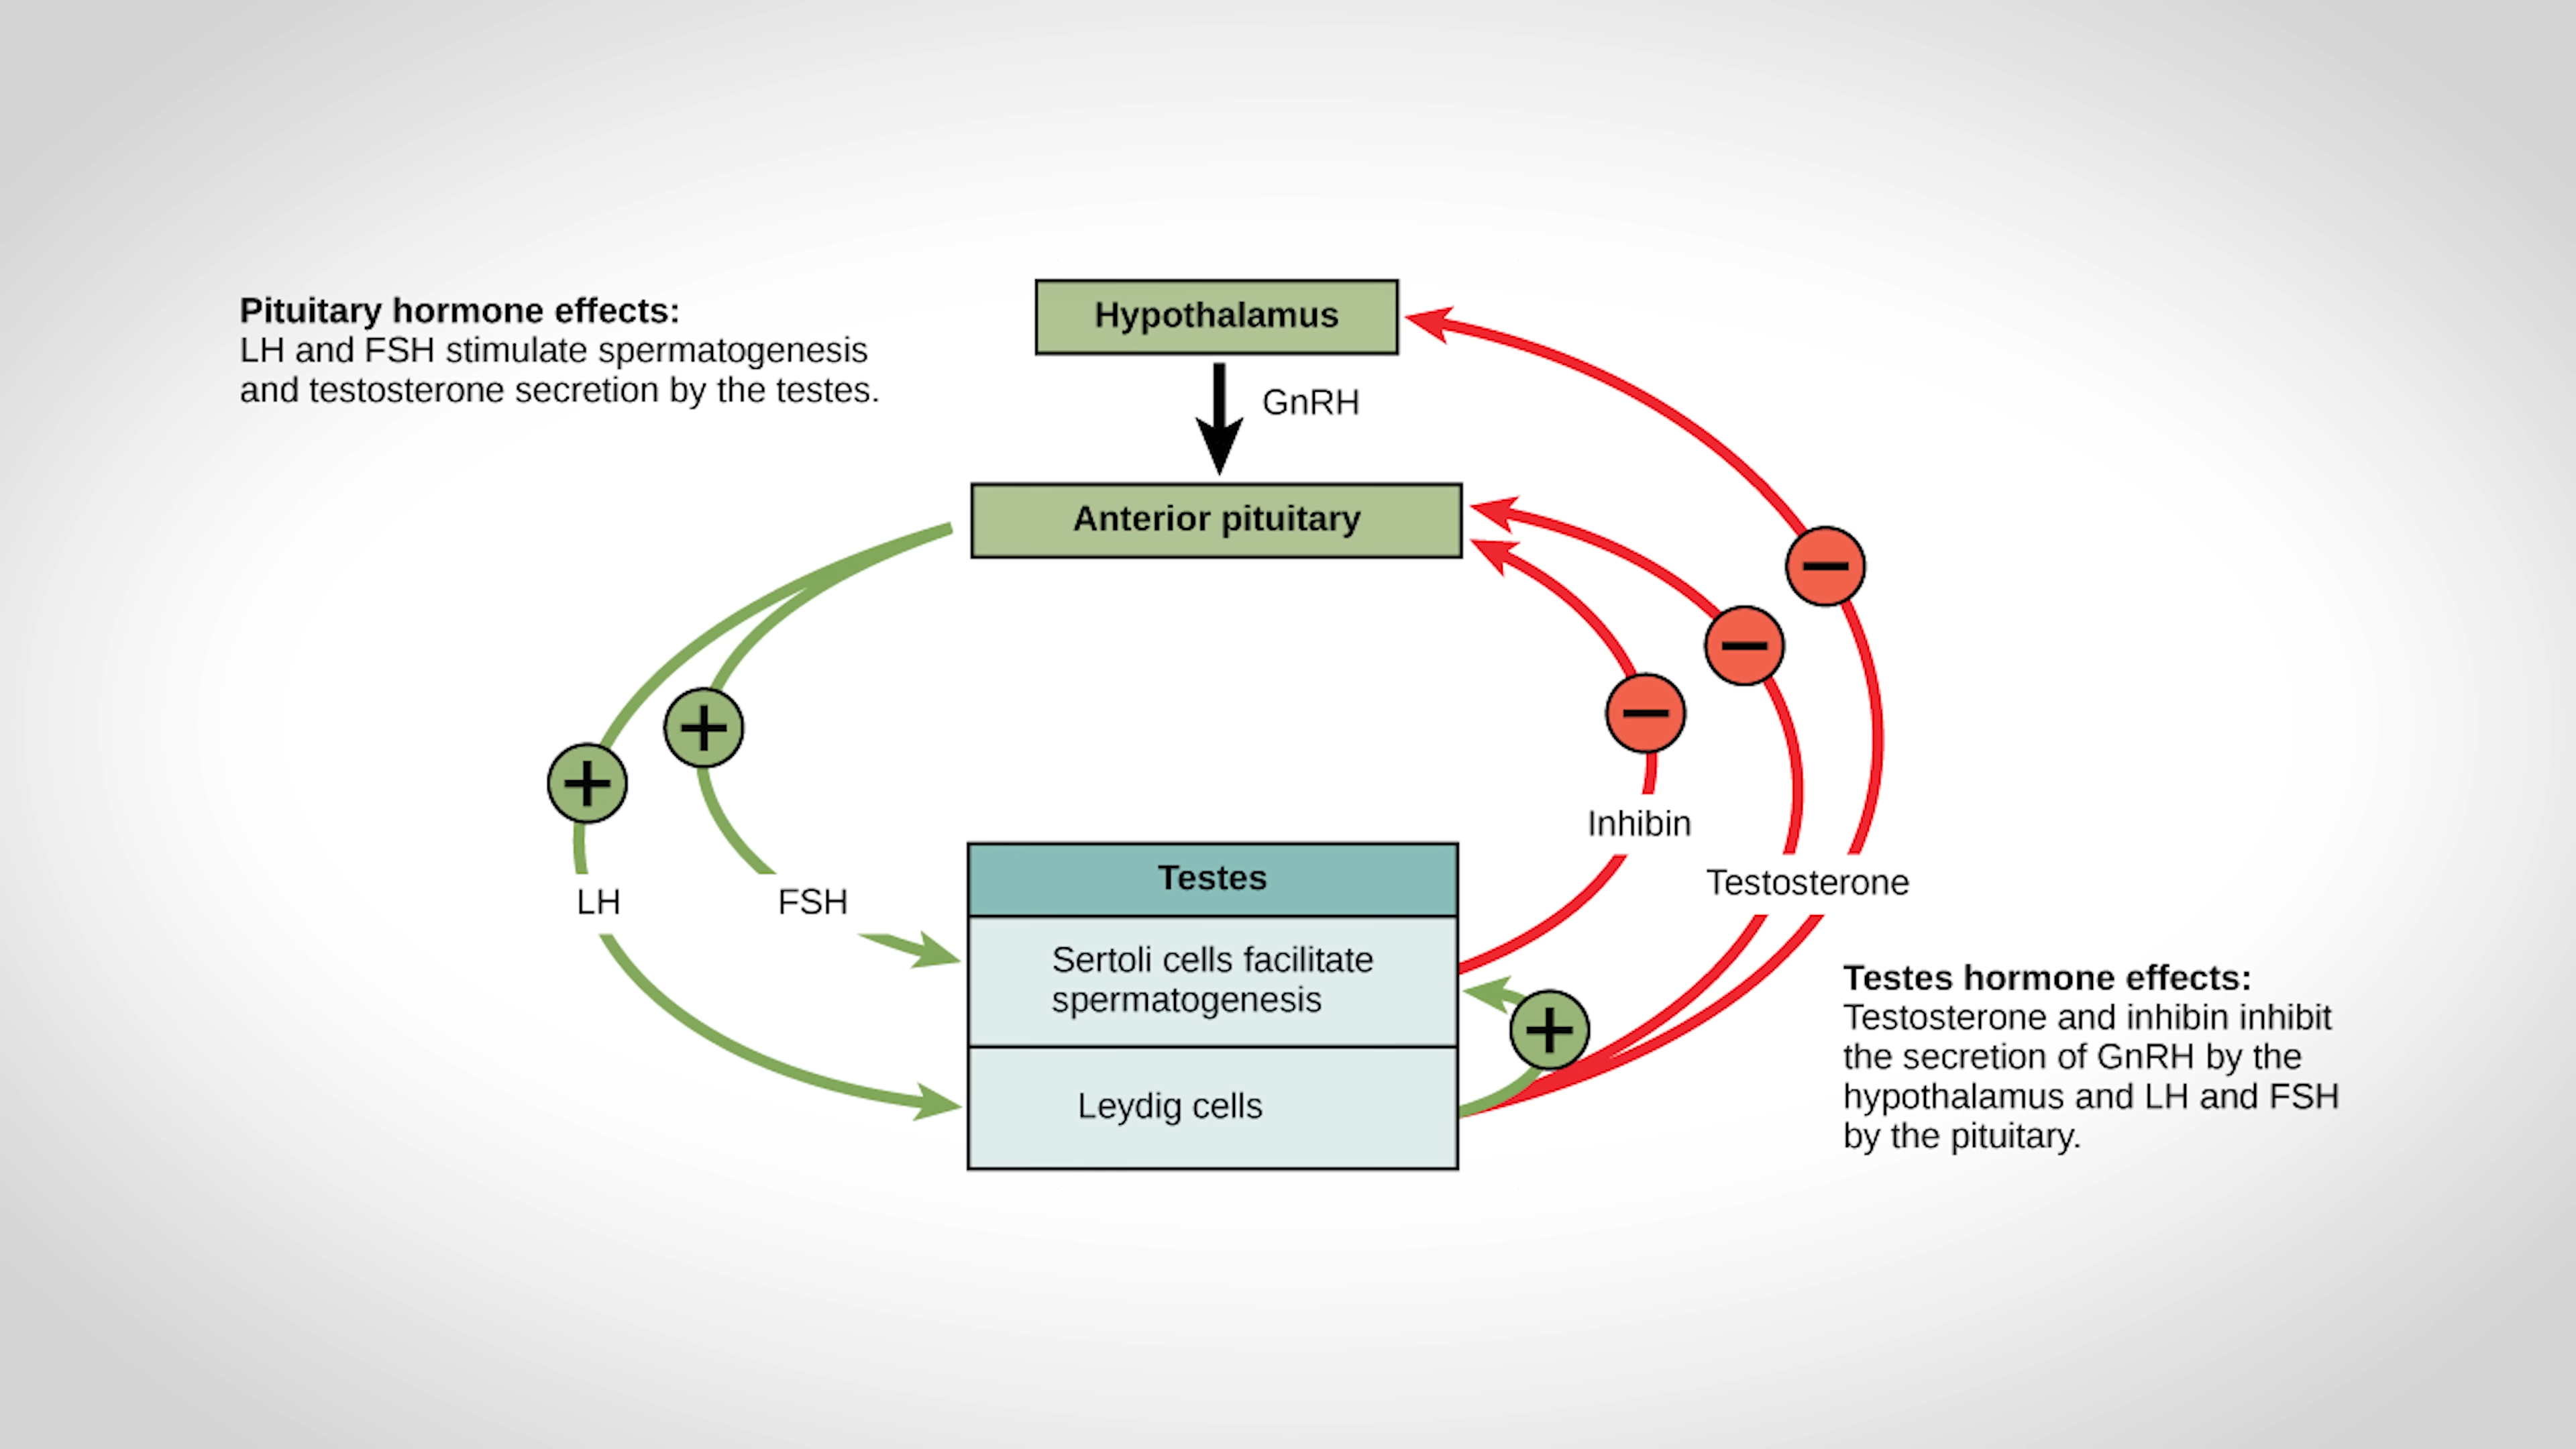 Pituitary hormone effects:
LH and FSH stimulate spermatogenesis
and testosterone secretion by the testes.
Hypothalamus
GnRH
Anterior pituitary
LH
FSH
Inhibin
Testosterone
Testes
Sertoli cells facilitate
spermatogenesis
Leydig cells
Testes hormone effects:
Testosterone and inhibin inhibit
the secretion of GnRH by the
hypothalamus and LH and FSH
by the pituitary.